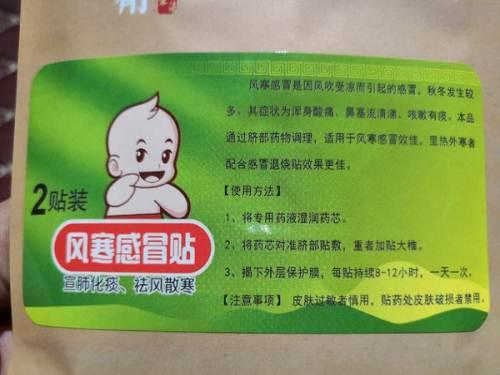 风寒感冒是因风吹受凉而引起的感冒，秋冬发生较
多。其症状为浑身酸痛、鼻塞流清涕、咳嗽有痰。本品
通过脐部药物调理，适用于风寒感冒效佳，里热外寒者
配合感冒退烧贴效果更佳。
【使用方法】
1、将专用药液湿润药芯。
2、将药芯对准脐部贴敷，重者加贴大椎。
3、揭下外层保护膜，每贴持续8-12小时，一天一次。
【注意事项】 皮肤过敏者慎用，贴药处皮肤破损者禁用。
2贴装
风寒感冒贴
宣肺化痰、祛风散寒